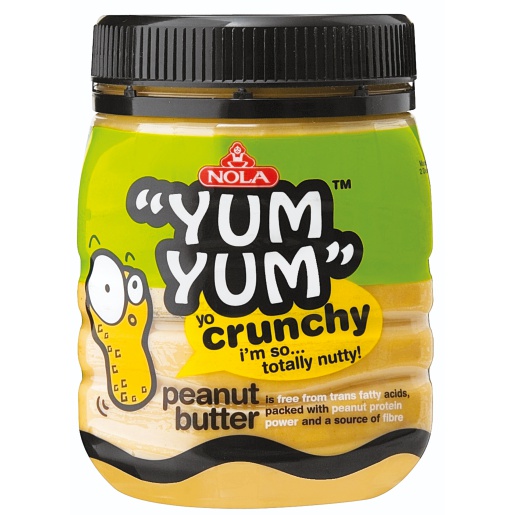 NOLA
"YUM ™
YUM"
yo
crunchy
i'm so...
totally nutty!
peanut
butter
is free from trans fatty acids,
packed with peanut protein
power and a source of fibre